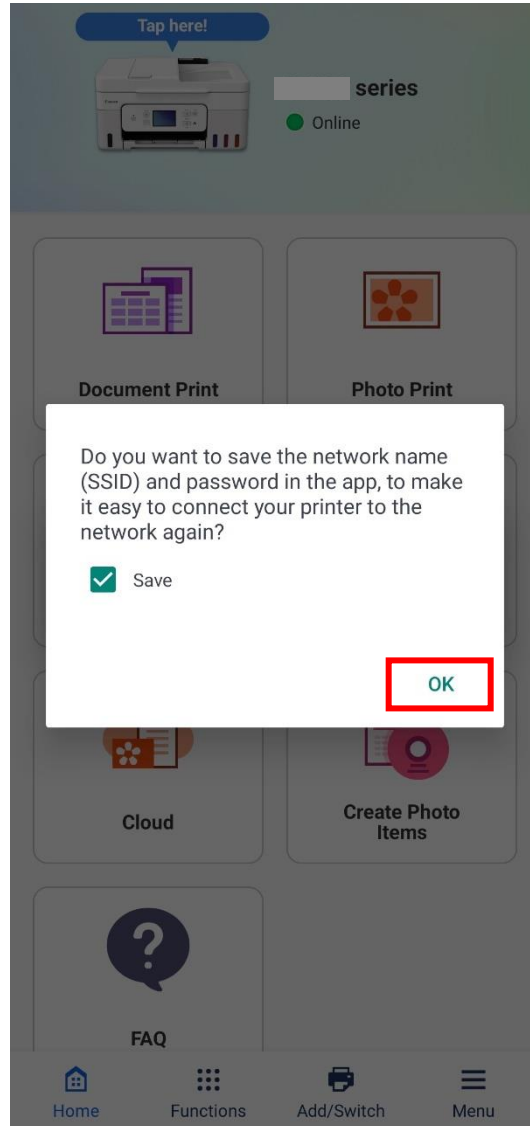 Tap here!
series
Online
Document Print
Photo Print
Do you want to save the network name
(SSID) and password in the app, to make
it easy to connect your printer to the
network again?
Save
OK
Cloud
Create Photo
Items
FAQ
Home
Functions
Add/Switch
Menu